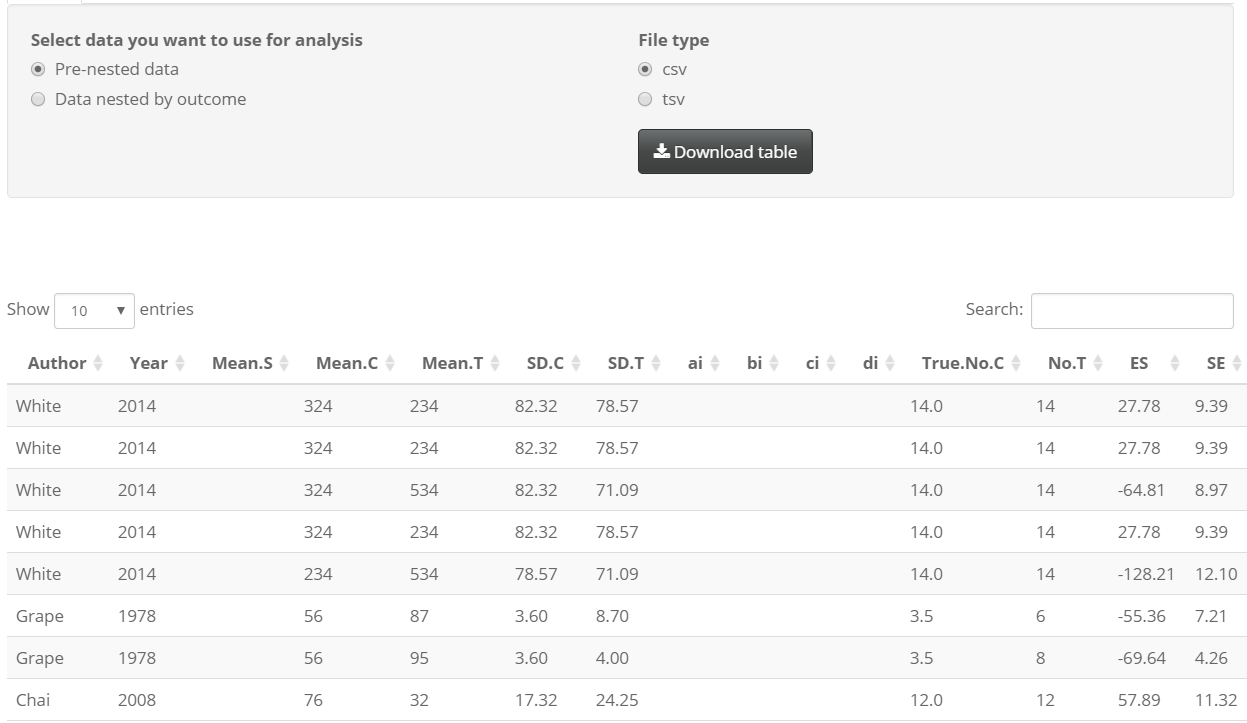 Select data you want to use for analysis File type
Pre-nested data csv
Data nested by outcome tsv
Download table
Show 10 entries Search:
Author Year Mean.S Mean.C Mean.T SD.C SD.T ai bi ci di True.No.C No.T ES SE
White 2014 324 234 82.32 78.57 14.0 14 27.78 9.39
White 2014 324 234 82.32 78.57 14.0 14 27.78 9.39
White 2014 324 534 82.32 71.09 14.0 14 -64.81 8.97
White 2014 324 234 82.32 78.57 14.0 14 27.78 9.39
White 2014 234 534 78.57 71.09 14.0 14 -128.21 12.10
Grape 1978 56 87 3.60 8.70 3.5 6 -55.36 7.21
Grape 1978 56 95 3.60 4.00 3.5 8 -69.64 4.26
Chai 2008 76 32 17.32 24.25 12.0 12 57.89 11.32